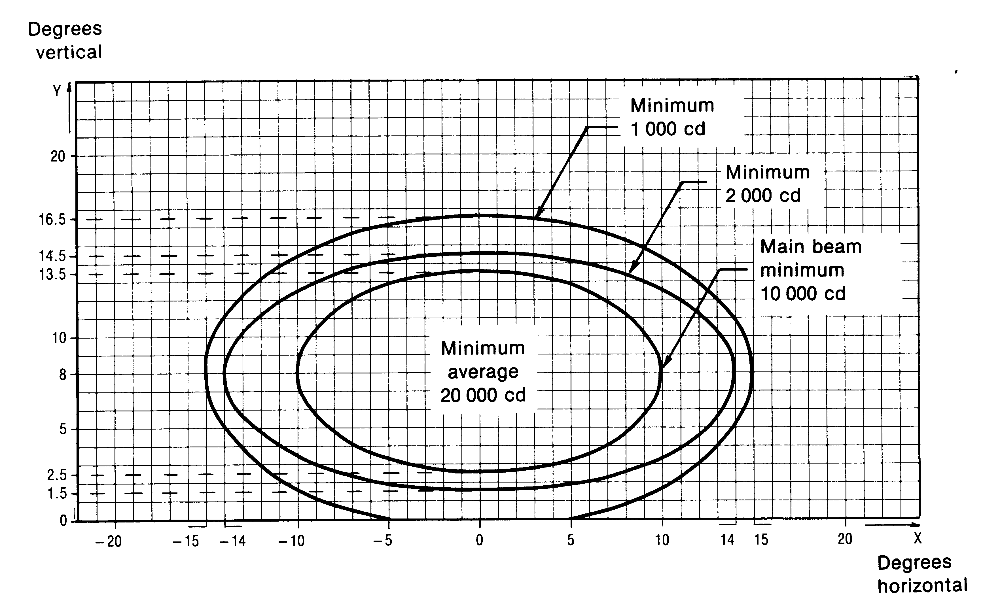 Degrees
vertical
Y
Minimum
1 000 cd
20
Minimum
2 000 cd
16.5
Main beam
minimum
10 000 cd
14.5
13.5
10
Minimum
average
20 000 cd
8
5
2.5
1.5
0
-20 -15 -14 -10 -5 0 5 10 14 15 20 X
Degrees
horizontal